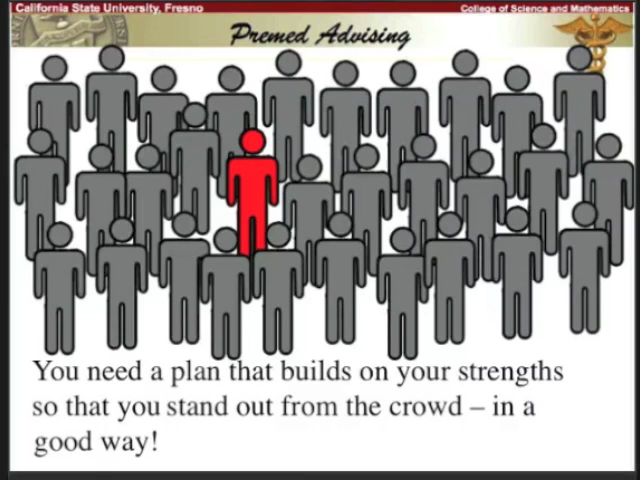 California State University, Fresno
College of Science and Mathematics
Premed Advising
You need a plan that builds on your strengths
so that you stand out from the crowd – in a
good way!